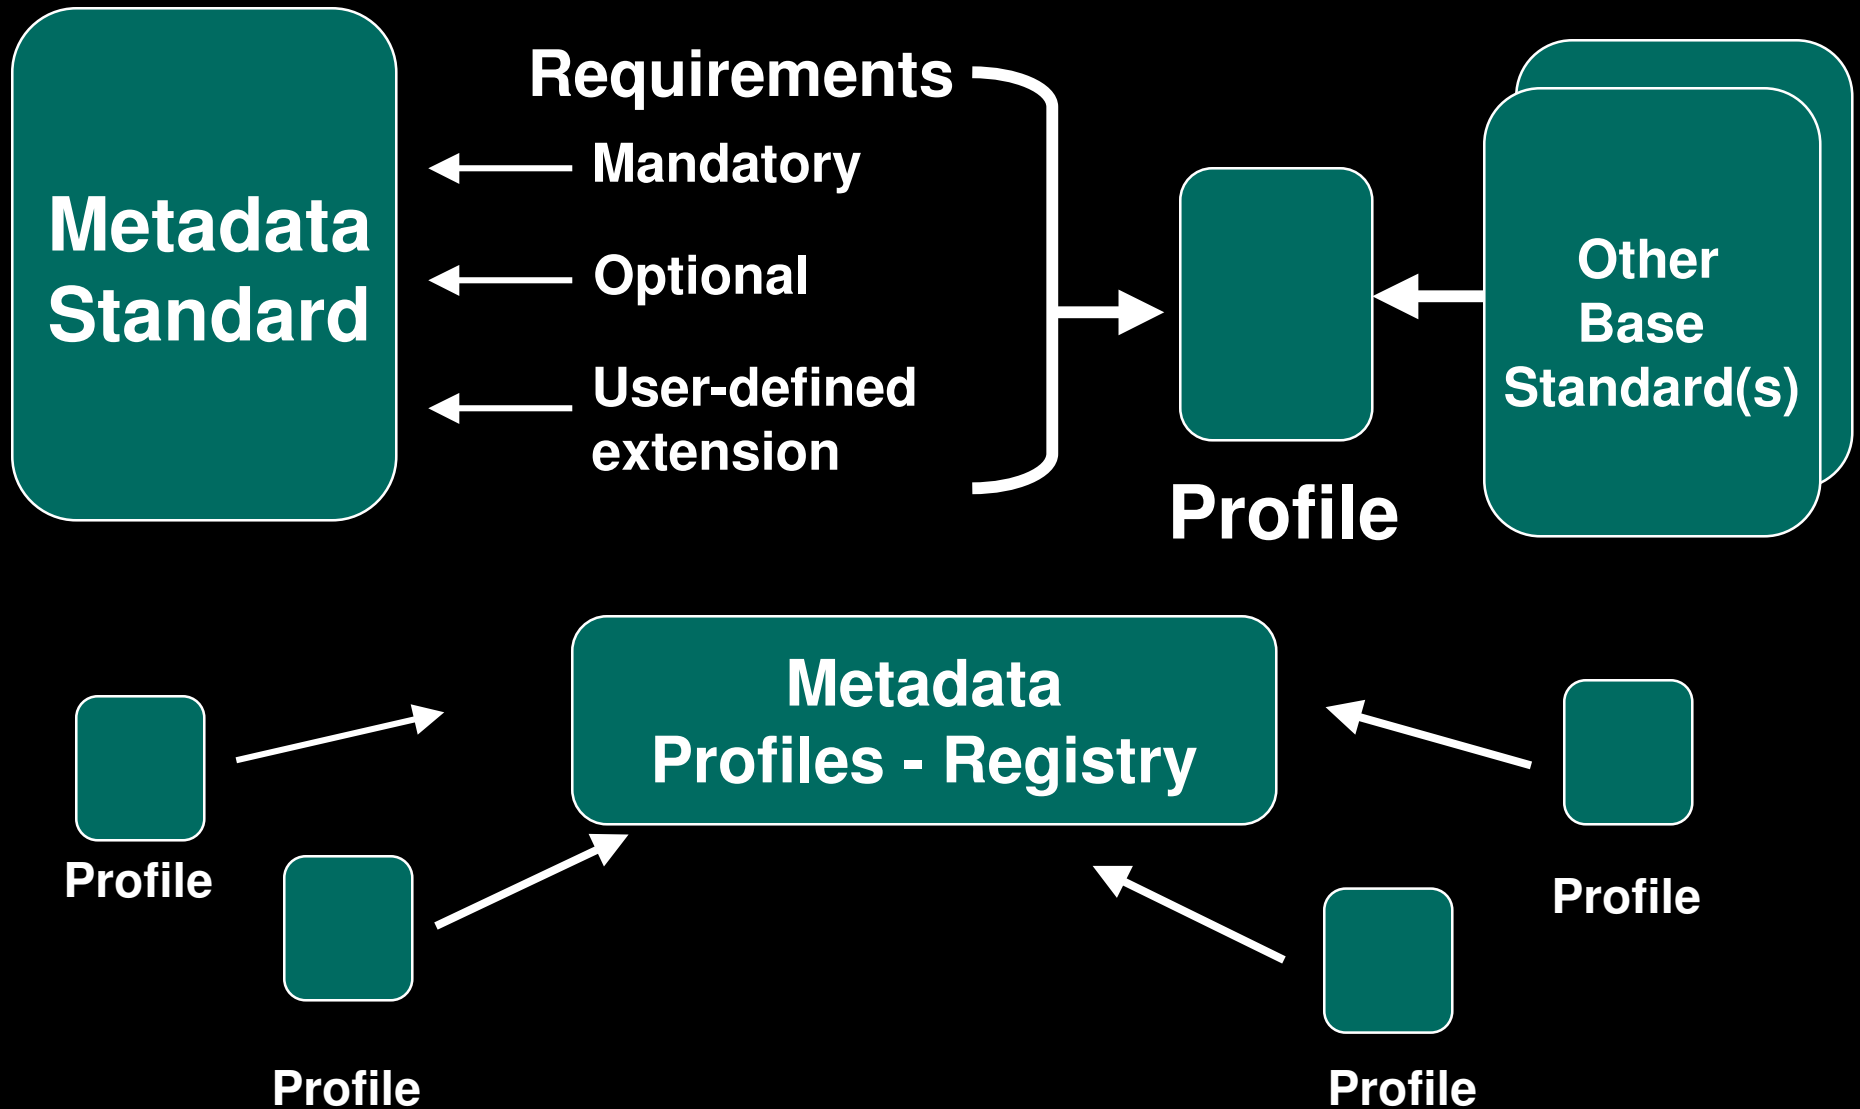 Metadata
Standard
Requirements
Mandatory
Optional
User-defined
extension
Profile
Other
Base
Standard(s)
Metadata
Profiles - Registry
Profile
Profile
Profile
Profile